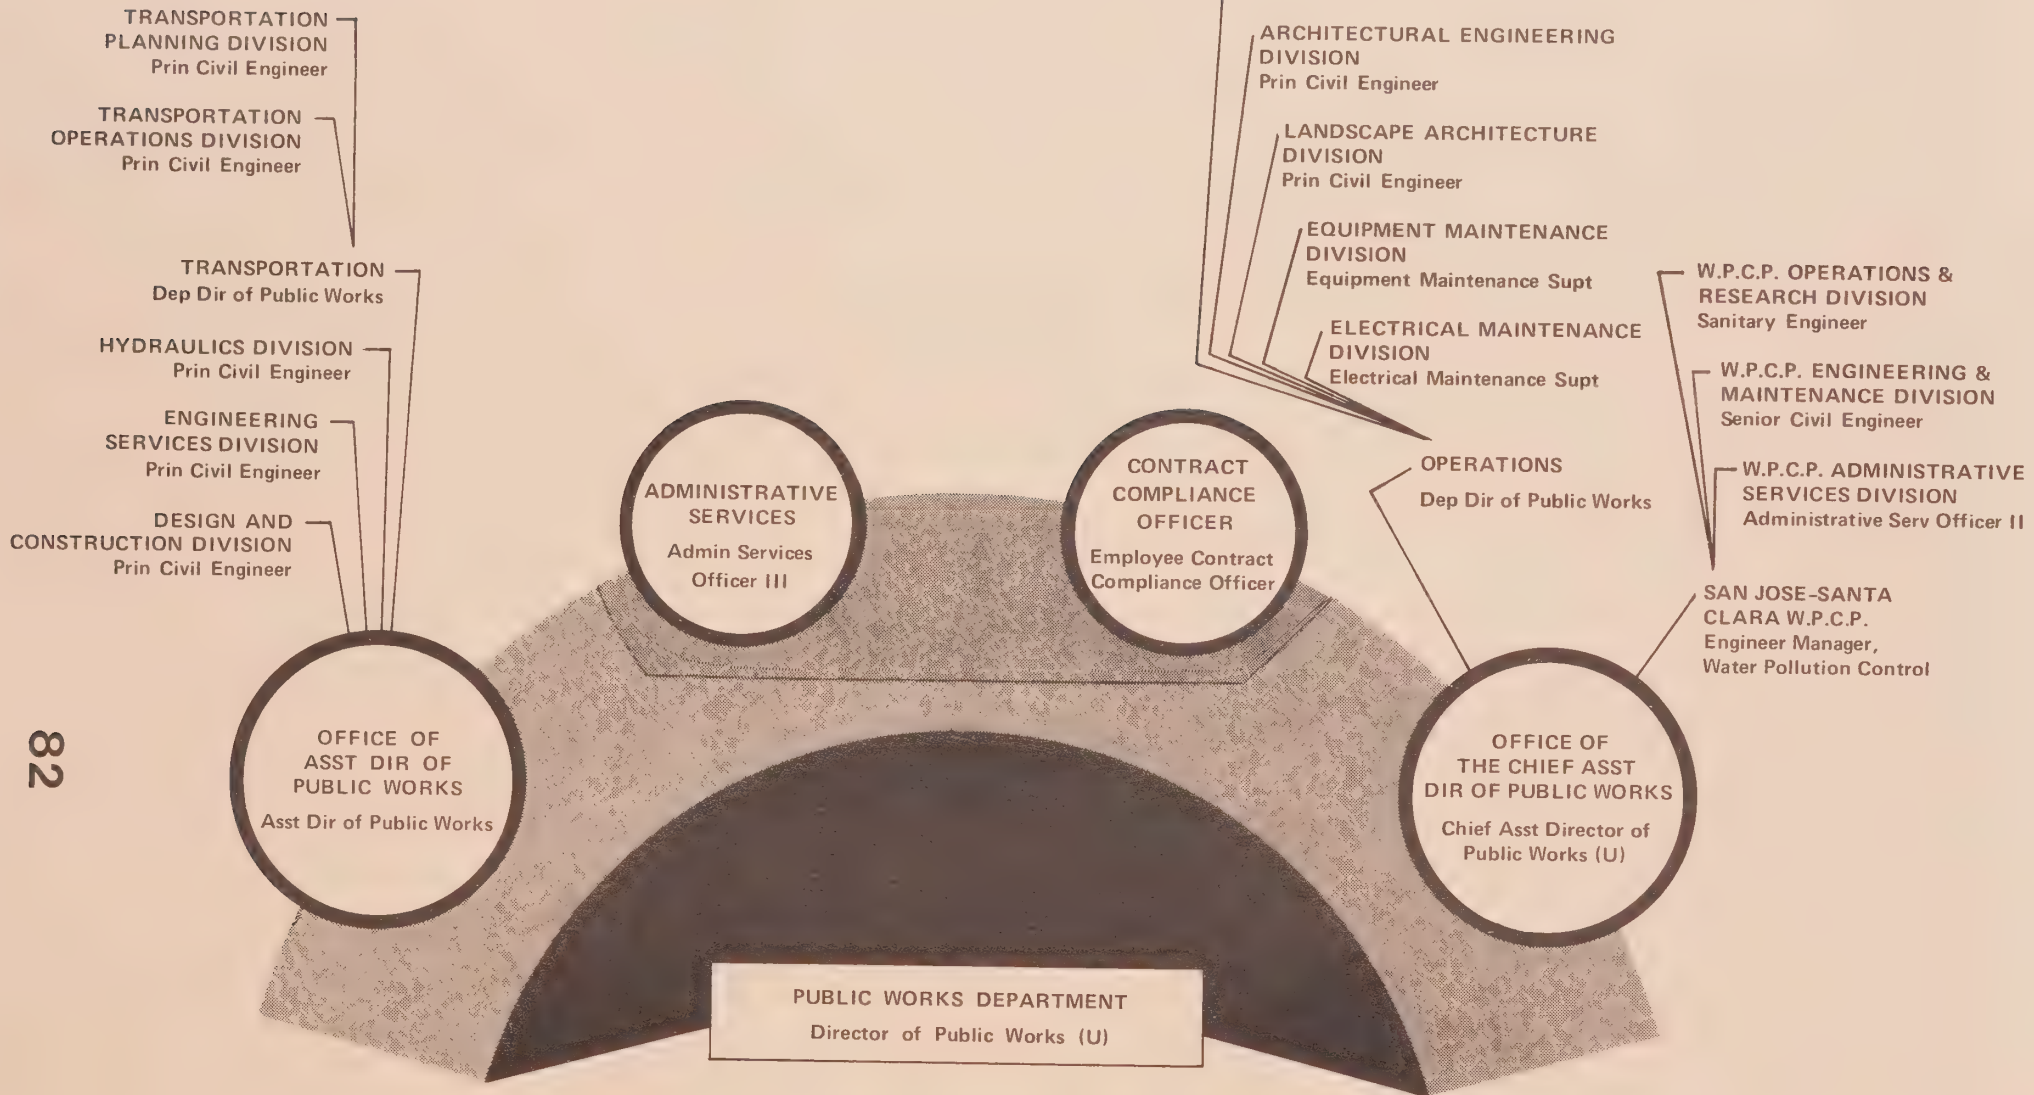 TRANSPORTATION
PLANNING DIVISION
Prin Civil Engineer
TRANSPORTATION
OPERATIONS DIVISION
Prin Civil Engineer
TRANSPORTATION
Dep Dir of Public Works
HYDRAULICS DIVISION
Prin Civil Engineer
ENGINEERING
SERVICES DIVISION
Prin Civil Engineer
DESIGN AND
CONSTRUCTION DIVISION
Prin Civil Engineer
OFFICE OF
ASST DIR OF
PUBLIC WORKS
Asst Dir of Public Works
ADMINISTRATIVE
SERVICES
Admin Services
Officer III
CONTRACT
COMPLIANCE
OFFICER
Employee Contract
Compliance Officer
ARCHITECTURAL ENGINEERING
DIVISION
Prin Civil Engineer
LANDSCAPE ARCHITECTURE
DIVISION
Prin Civil Engineer
EQUIPMENT MAINTENANCE
DIVISION
Equipment Maintenance Supt
ELECTRICAL MAINTENANCE
DIVISION
Electrical Maintenance Supt
OPERATIONS
Dep Dir of Public Works
W.P.C.P. OPERATIONS &
RESEARCH DIVISION
Sanitary Engineer
W.P.C.P. ENGINEERING &
MAINTENANCE DIVISION
Senior Civil Engineer
W.P.C.P. ADMINISTRATIVE
SERVICES DIVISION
Administrative Serv Officer II
SAN JOSE-SANTA
CLARA W.P.C.P.
Engineer Manager,
Water Pollution Control
OFFICE OF
THE CHIEF ASST
DIR OF PUBLIC WORKS
Chief Asst Director of
Public Works (U)
PUBLIC WORKS DEPARTMENT
Director of Public Works (U)
82